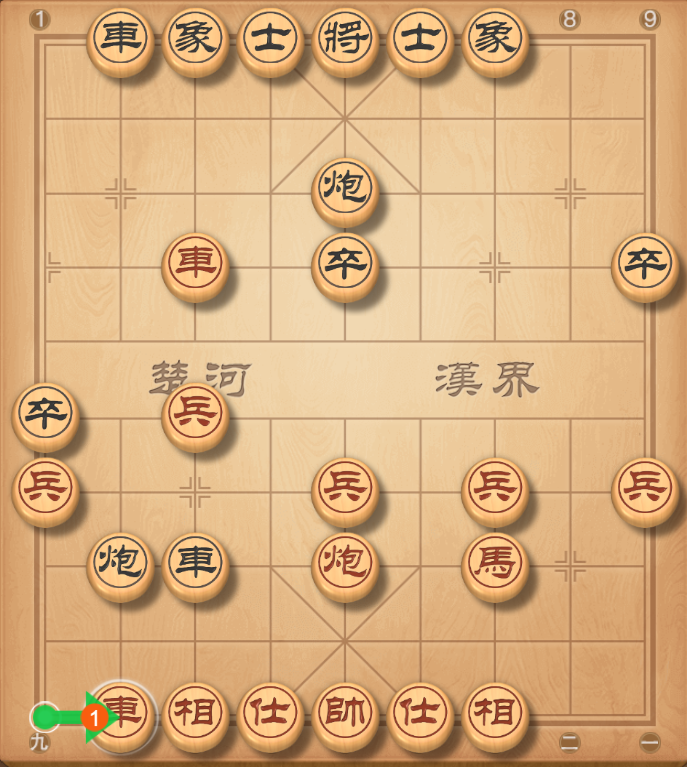 1 8 9
車 象 士 將 士 象
炮
車 卒 卒
楚河 漢界
卒 兵
兵 兵 兵 兵
炮 車 炮 馬
1 車 相 仕 帥 仕 相
九 二 一